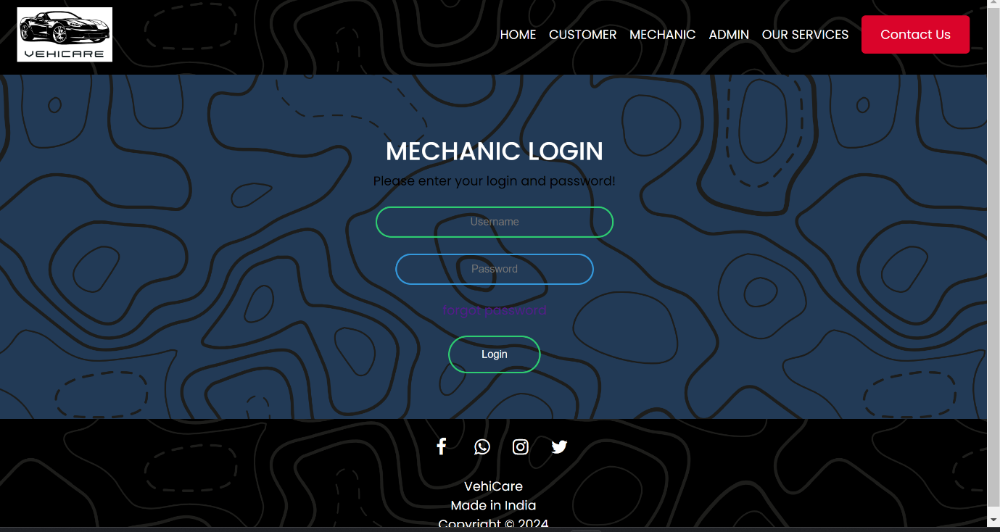 VEHICARE
HOME CUSTOMER MECHANIC ADMIN OUR SERVICES Contact Us
MECHANIC LOGIN
Please enter your login and password!
Username
Password
forgot password
Login
VehiCare
Made in India
Copyright © 2024